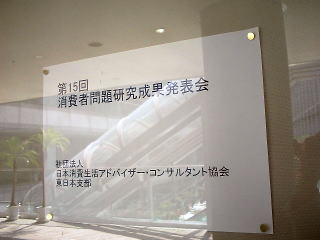 第15回
消費者問題研究成果発表会
社団法人
日本消費生活アドバイザー・コンサルタント協会
東日本支部